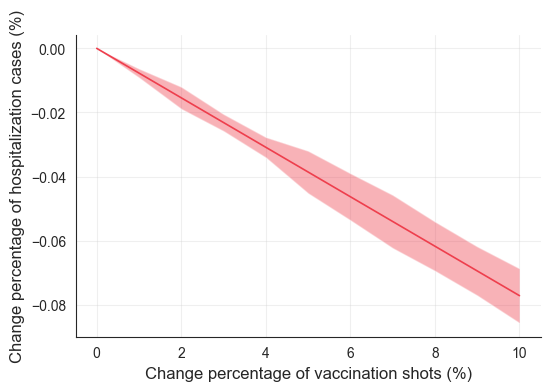 Change percentage of hospitalization cases (%)
0.00
−0.02
−0.04
−0.06
−0.08
0 2 4 6 8 10
Change percentage of vaccination shots (%)